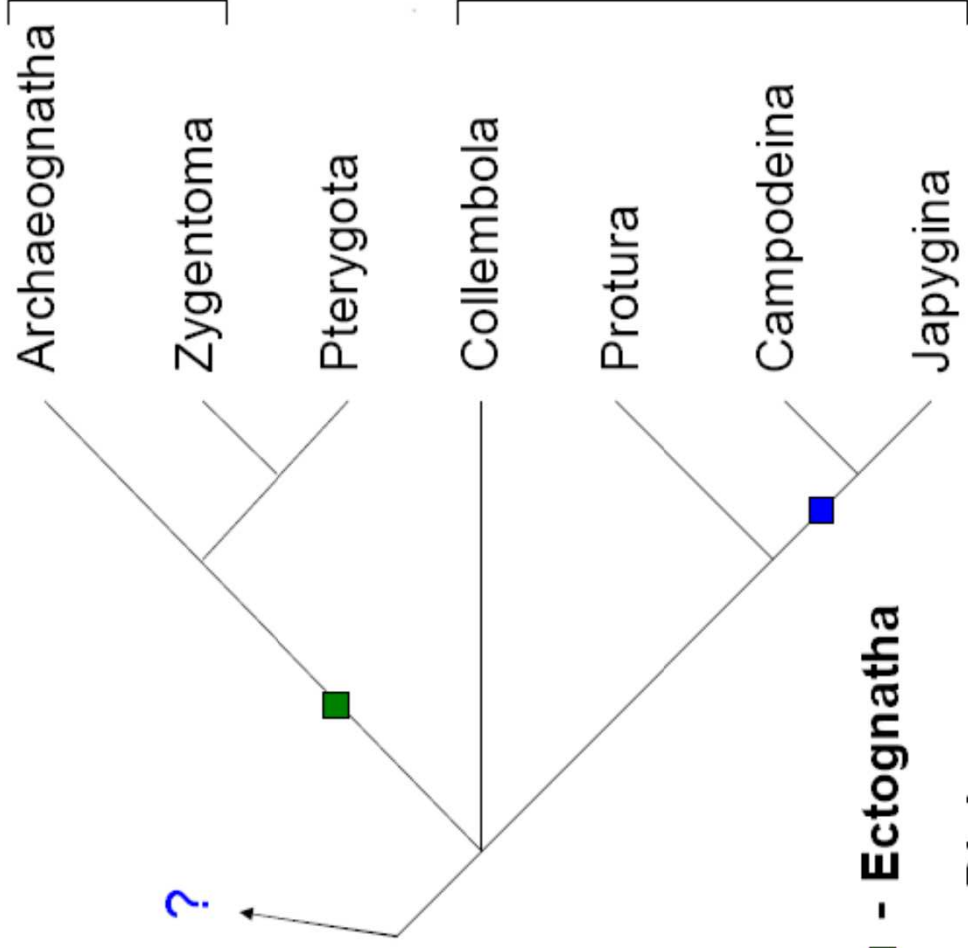 Archaeognatha
Zygentoma
Pterygota
Collembola
Protura
Campodeina
Japygina
?
- Ectognatha